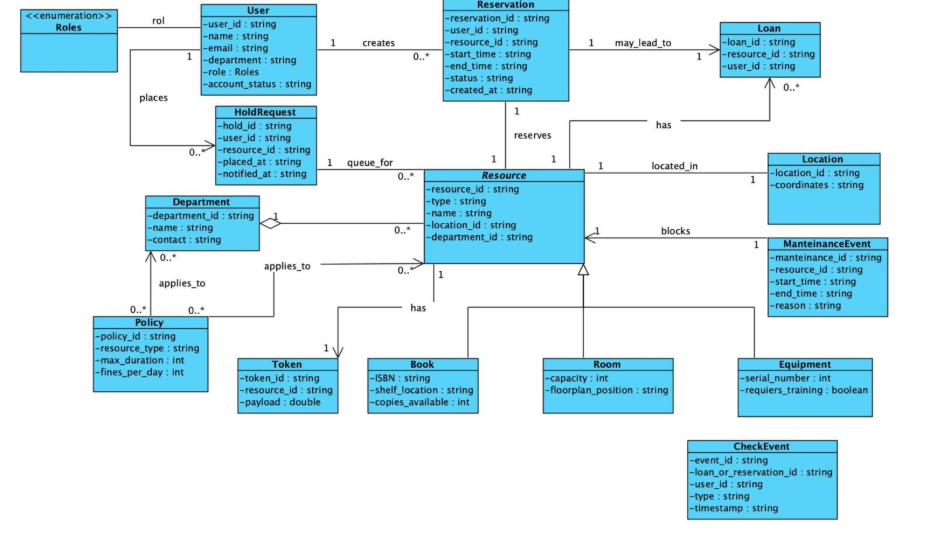 <<enumeration>>
Roles
rol
User
-user_id : string
-name : string
-email : string
-department : string
-role : Roles
-account_status : string
1
creates
0..*
Reservation
-reservation_id : string
-user_id : string
-resource_id : string
-start_time : string
-end_time : string
-status : string
-created_at : string
1
may_lead_to
1
Loan
-loan_id : string
-resource_id : string
-user_id : string
1
places
0..*
HoldRequest
-hold_id : string
-user_id : string
-resource_id : string
-placed_at : string
-notified_at : string
1
queue_for
0..*
1
reserves
1
1
has
0..*
Resource
-resource_id : string
-type : string
-name : string
-location_id : string
-department_id : string
1
located_in
1
Location
-location_id : string
-coordinates : string
Department
-department_id : string
-name : string
-contact : string
1
0..*
1
blocks
1
ManteinanceEvent
-manteinance_id : string
-resource_id : string
-start_time : string
-end_time : string
-reason : string
0..*
applies_to
0..*
0..*
applies_to
0..*
Policy
-policy_id : string
-resource_type : string
-max_duration : int
-fines_per_day : int
1
has
1
Token
-token_id : string
-resource_id : string
-payload : double
Book
-ISBN : string
-shelf_location : string
-copies_available : int
Room
-capacity : int
-floorplan_position : string
Equipment
-serial_number : int
-requiers_training : boolean
CheckEvent
-event_id : string
-loan_or_reservation_id : string
-user_id : string
-type : string
-timestamp : string